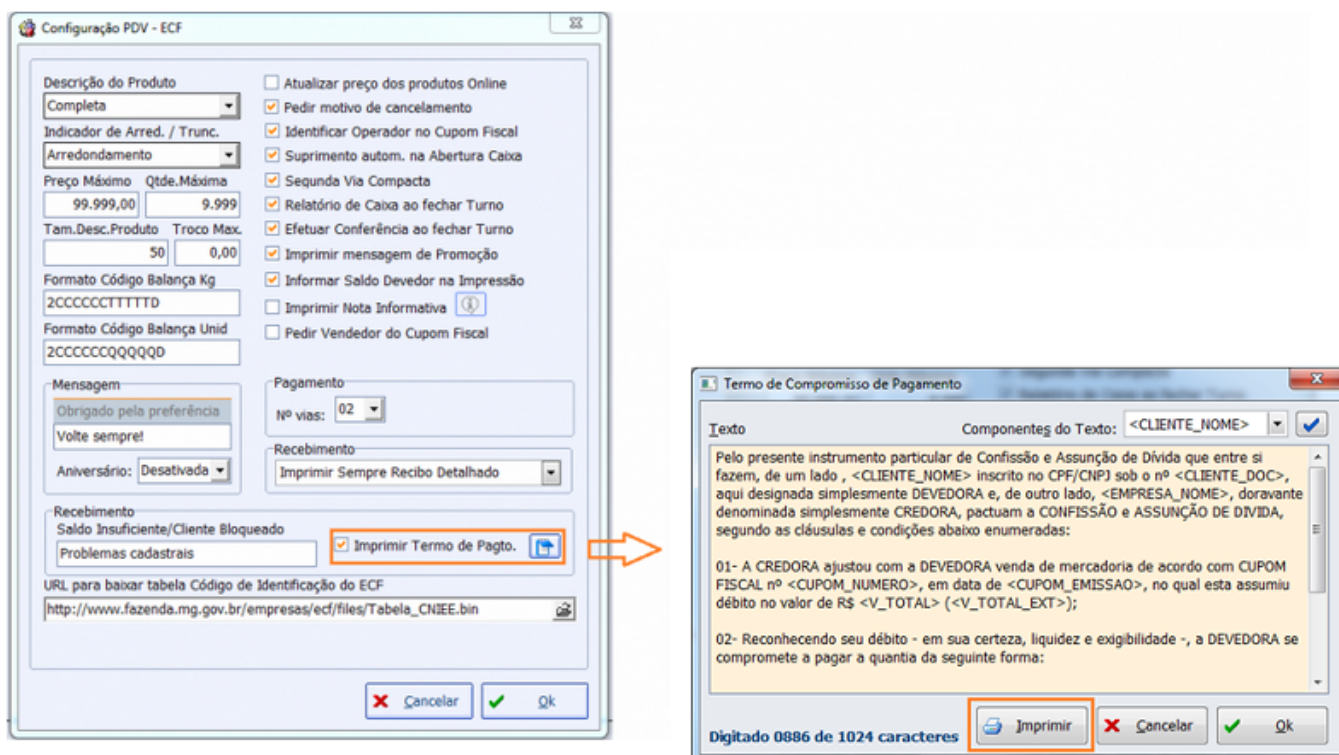 Configuração PDV - ECF
Descrição do Produto
Completa
Indicador de Arred. / Trunc.
Arredondamento
Preço Máximo Qtde.Máxima
99.999,00 9.999
Tam.Desc.Produto Troco Max.
50 0,00
Formato Código Balança Kg
2CCCCCCTTTTTD
Formato Código Balança Unid
2CCCCCCQQQQQD
Atualizar preço dos produtos Online
Pedir motivo de cancelamento
Identificar Operador no Cupom Fiscal
Suprimento autom. na Abertura Caixa
Segunda Via Compacta
Relatório de Caixa ao fechar Turno
Efetuar Conferência ao fechar Turno
Imprimir mensagem de Promoção
Informar Saldo Devedor na Impressão
Imprimir Nota Informativa
Pedir Vendedor do Cupom Fiscal
Mensagem
Obrigado pela preferência
Volte sempre!
Aniversário: Desativada
Pagamento
Nº vias: 02
Recebimento
Imprimir Sempre Recibo Detalhado
Recebimento
Saldo Insuficiente/Cliente Bloqueado
Problemas cadastrais
Imprimir Termo de Pagto.
URL para baixar tabela Código de Identificação do ECF
http://www.fazenda.mg.gov.br/empresas/ecf/files/Tabela_CNIEE.bin
Cancelar Ok
Termo de Compromisso de Pagamento
Texto Componentes do Texto: <CLIENTE_NOME>
Pelo presente instrumento particular de Confissão e Assunção de Dívida que entre si
fazem, de um lado , <CLIENTE_NOME> inscrito no CPF/CNPJ sob o nº <CLIENTE_DOC>,
aqui designada simplesmente DEVEDORA e, de outro lado, <EMPRESA_NOME>, doravante
denominada simplesmente CREDORA, pactuam a CONFISSÃO e ASSUNÇÃO DE DIVIDA,
segundo as cláusulas e condições abaixo enumeradas:
01- A CREDORA ajustou com a DEVEDORA venda de mercadoria de acordo com CUPOM
FISCAL nº <CUPOM_NUMERO>, em data de <CUPOM_EMISSAO>, no qual esta assumiu
débito no valor de R$ <V_TOTAL> (<V_TOTAL_EXT>);
02- Reconhecendo seu débito - em sua certeza, liquidez e exigibilidade -, a DEVEDORA se
compromete a pagar a quantia da seguinte forma:
Digitado 0886 de 1024 caracteres
Imprimir Cancelar Ok